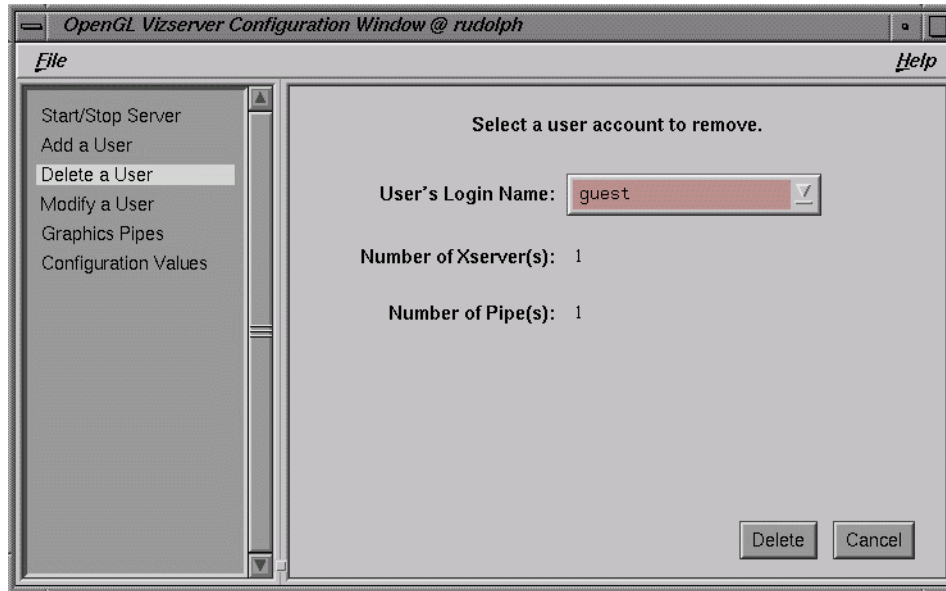 OpenGL Vizserver Configuration Window @ rudolph
File Help
Start/Stop Server
Add a User
Delete a User
Modify a User
Graphics Pipes
Configuration Values
Select a user account to remove.
User's Login Name: guest
Number of Xserver(s): 1
Number of Pipe(s): 1
Delete Cancel